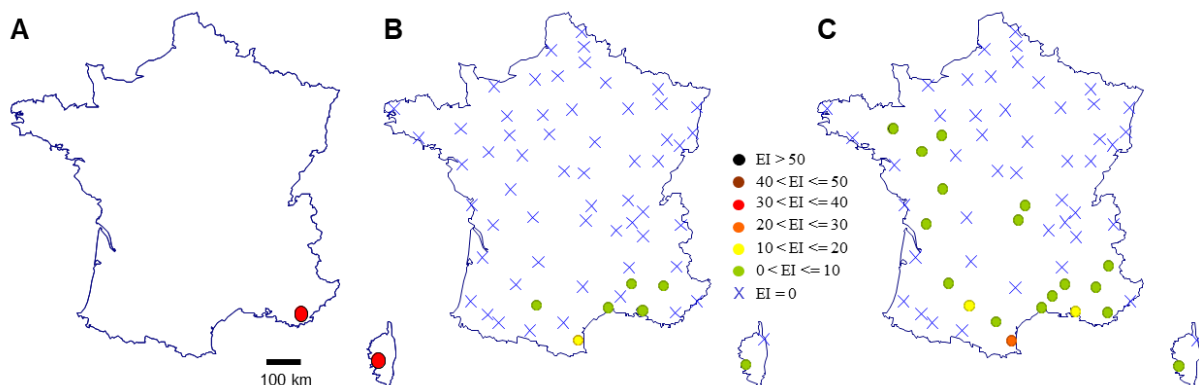 A
B
C
EI > 50
40 < EI <= 50
30 < EI <= 40
20 < EI <= 30
10 < EI <= 20
0 < EI <= 10
EI = 0
100 km